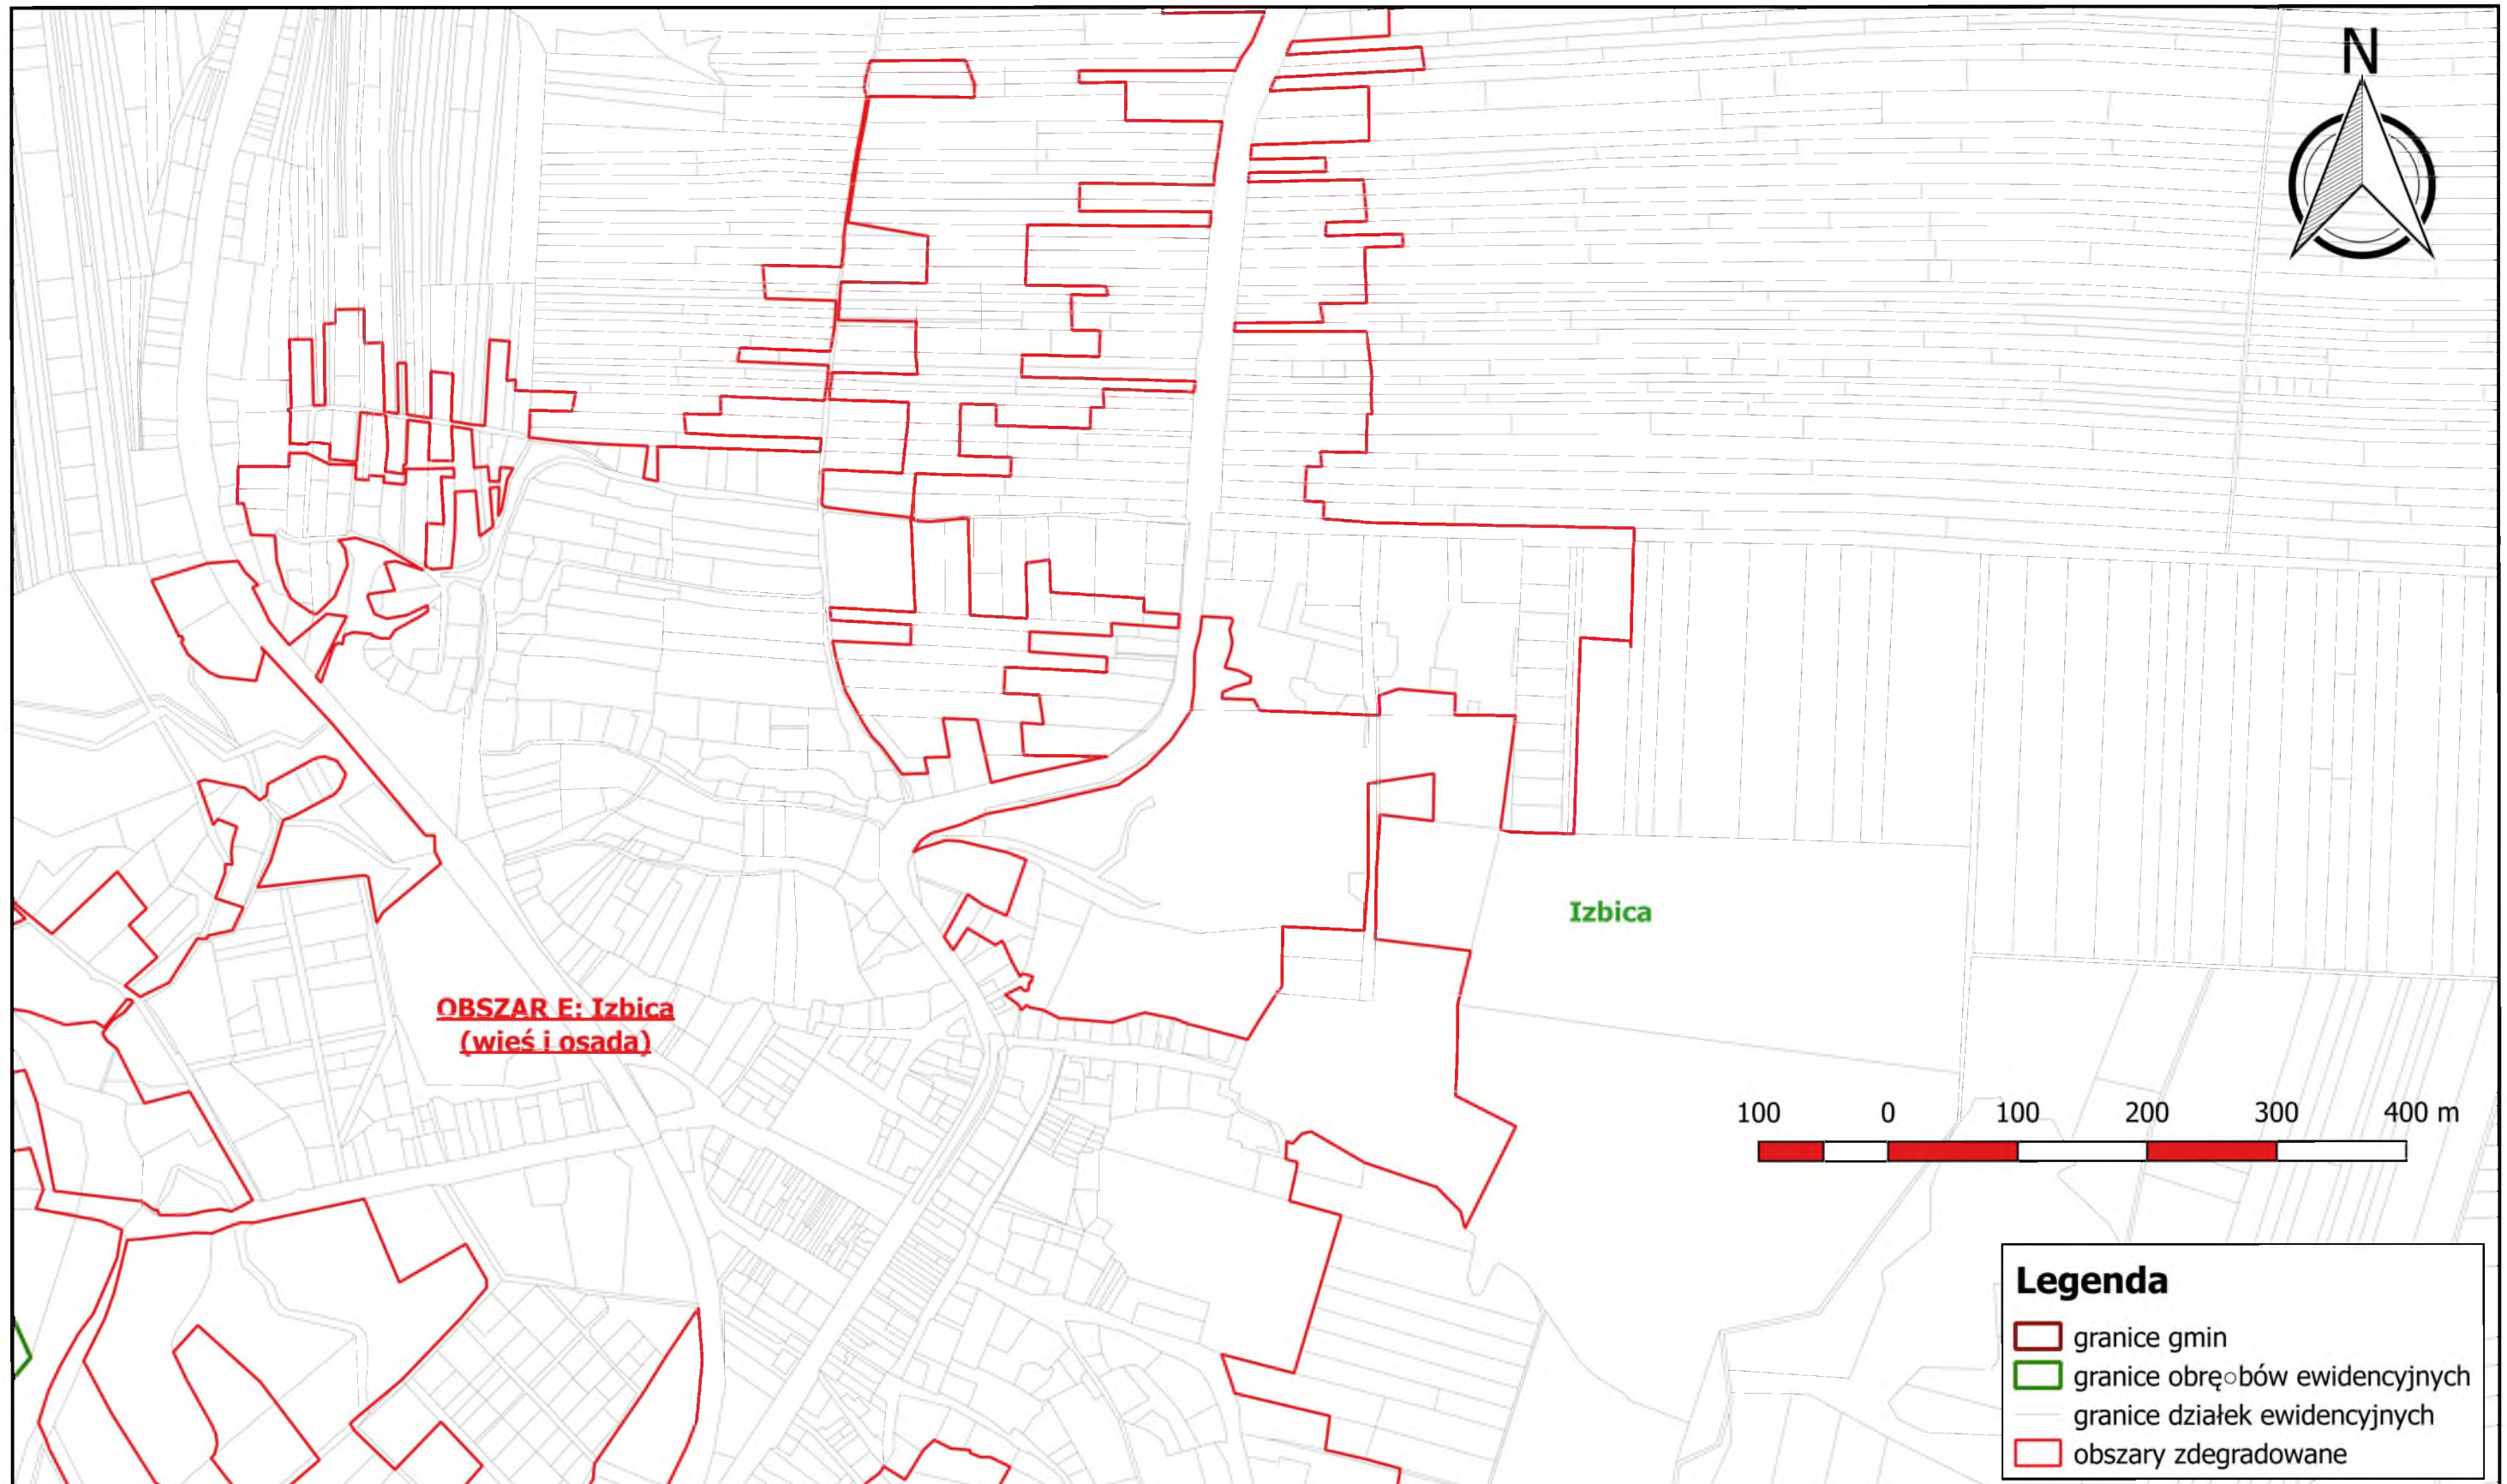 N
Izbica
OBSZAR E: Izbica
(wieś i osada)
100 0 100 200 300 400 m
Legenda
granice gmin
granice obrę○bów ewidencyjnych
granice działek ewidencyjnych
obszary zdegradowane